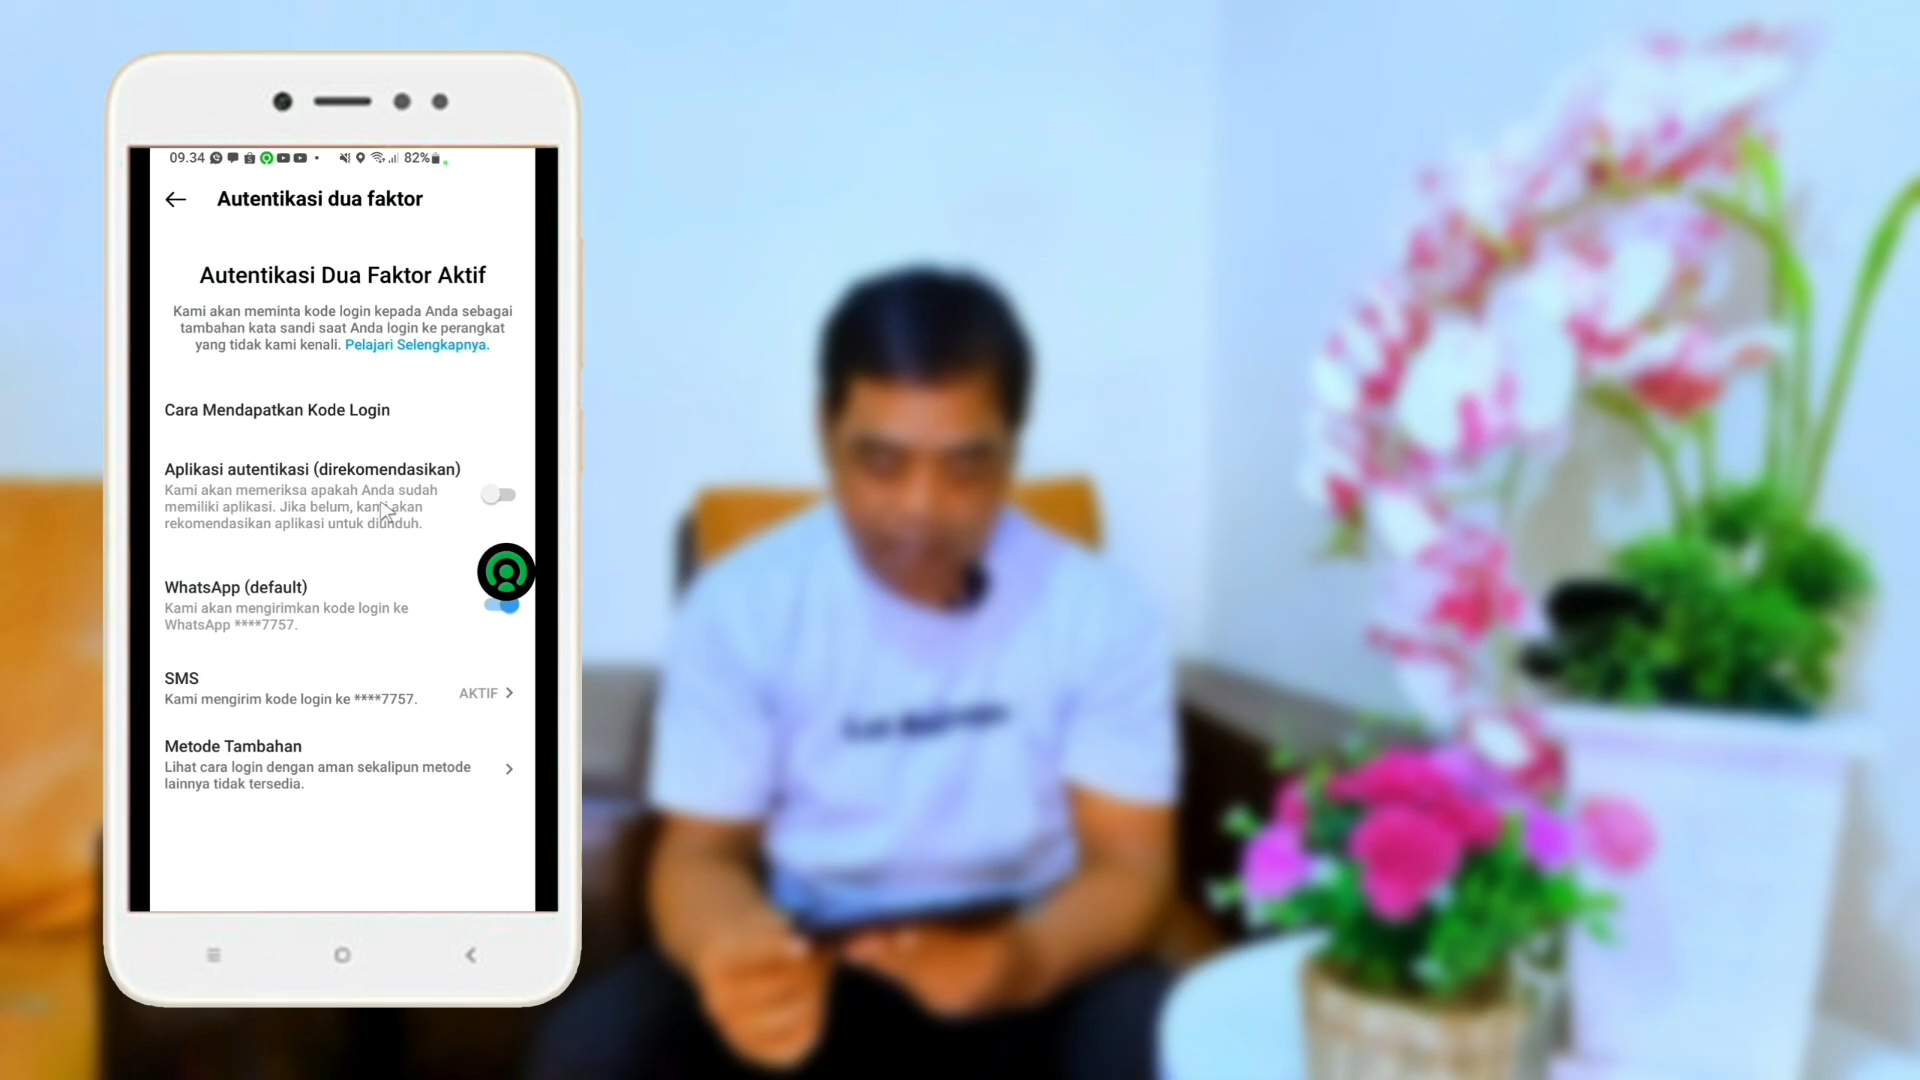 09.34
82%
Autentikasi dua faktor
Autentikasi Dua Faktor Aktif
Kami akan meminta kode login kepada Anda sebagai
tambahan kata sandi saat Anda login ke perangkat
yang tidak kami kenali. Pelajari Selengkapnya.
Cara Mendapatkan Kode Login
Aplikasi autentikasi (direkomendasikan)
Kami akan memeriksa apakah Anda sudah
memiliki aplikasi. Jika belum, kami akan
rekomendasikan aplikasi untuk diunduh.
WhatsApp (default)
Kami akan mengirimkan kode login ke
WhatsApp ****7757.
SMS
Kami mengirim kode login ke ****7757.
AKTIF
Metode Tambahan
Lihat cara login dengan aman sekalipun metode
lainnya tidak tersedia.